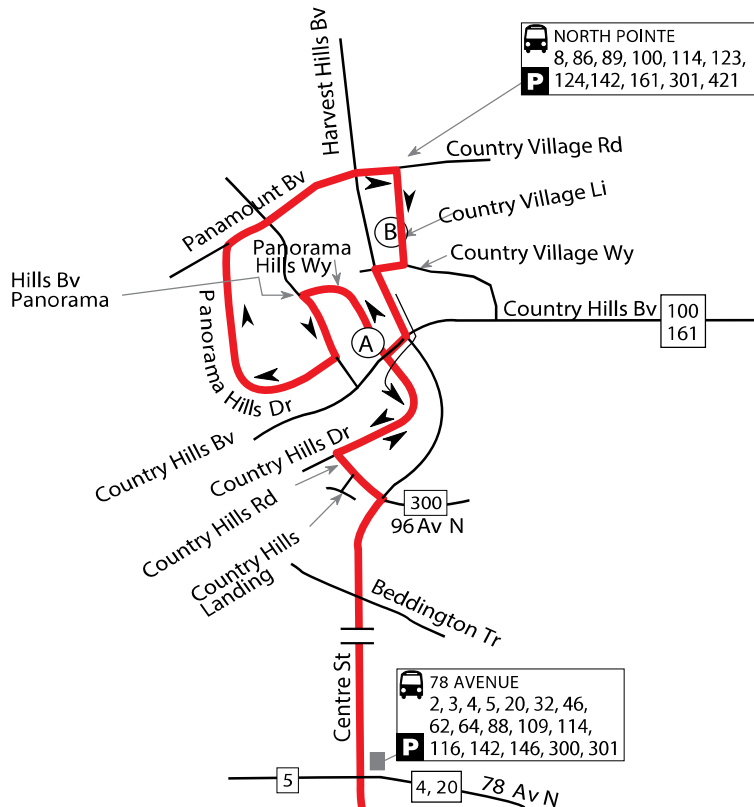 NORTH POINTE
8, 86, 89, 100, 114, 123,
P
124,142, 161, 301, 421
Harvest Hills Bv
Country Village Rd
Panamount Bv
Country Village Li
B
Panorama
Hills Wy
Country Village Wy
Hills Bv
Panorama
Country Hills Bv
100
161
A
Panorama Hills Dr
Country Hills Bv
Country Hills Dr
300
96 Av N
Country Hills Rd
Country Hills
Landing
Beddington Tr
Centre St
78 AVENUE
2, 3, 4, 5, 20, 32, 46,
62, 64, 88, 109, 114,
P
116, 142, 146, 300, 301
5
4, 20
78 Av N